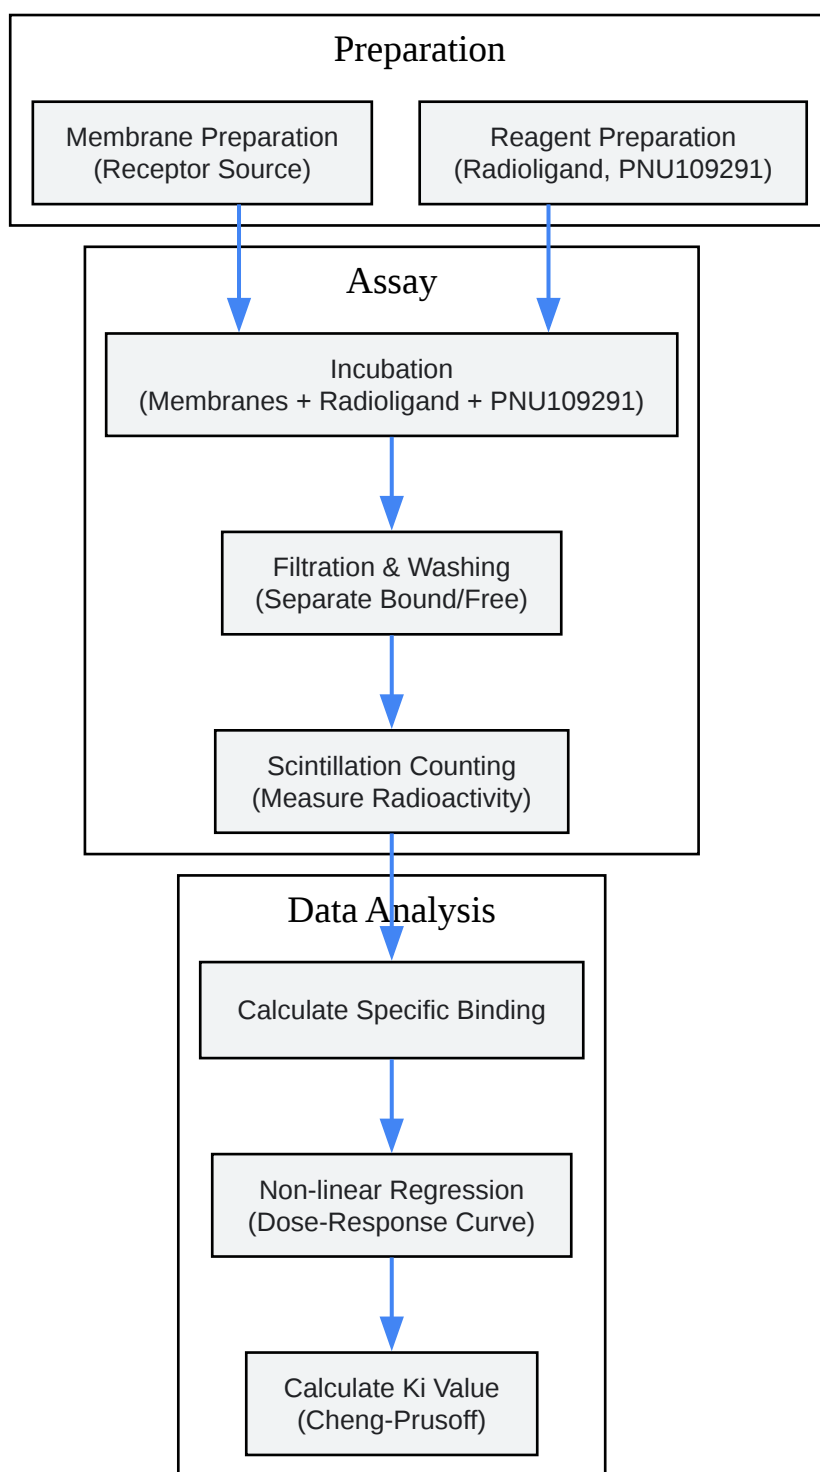 Preparation
Membrane Preparation
(Receptor Source)
Reagent Preparation
(Radioligand, PNU109291)
Assay
Incubation
(Membranes + Radioligand + PNU109291)
Filtration & Washing
(Separate Bound/Free)
Scintillation Counting
(Measure Radioactivity)
Data Analysis
Calculate Specific Binding
Non-linear Regression
(Dose-Response Curve)
Calculate Ki Value
(Cheng-Prusoff)